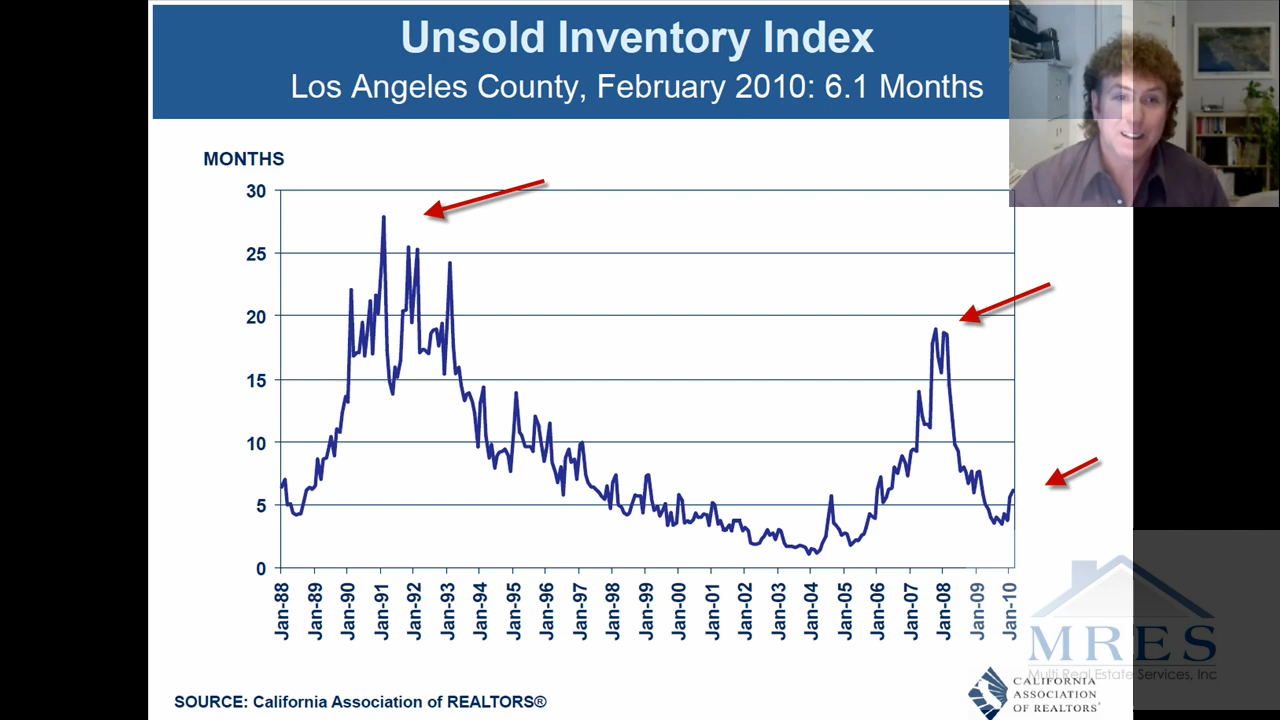 Unsold Inventory Index
Los Angeles County, February 2010: 6.1 Months
MONTHS
30
25
20
15
10
5
0
Jan-88
Jan-89
Jan-90
Jan-91
Jan-92
Jan-93
Jan-94
Jan-95
Jan-96
Jan-97
Jan-98
Jan-99
Jan-00
Jan-01
Jan-02
Jan-03
Jan-04
Jan-05
Jan-06
Jan-07
Jan-08
Jan-09
Jan-10
MRES
Multi Real Estate Services, Inc
SOURCE: California Association of REALTORS®
CALIFORNIA
ASSOCIATION
OF REALTORS®